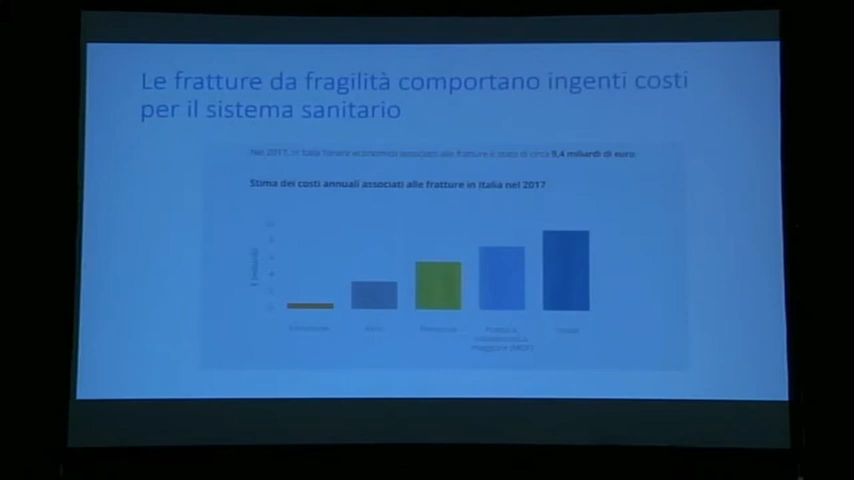 Le fratture da fragilità comportano ingenti costi
per il sistema sanitario
Nel 2017, in Italia l'onere economico associato alle fratture è stato di circa 9,4 miliardi di euro:
Stima dei costi annuali associati alle fratture in Italia nel 2017
maggiore (MOF)